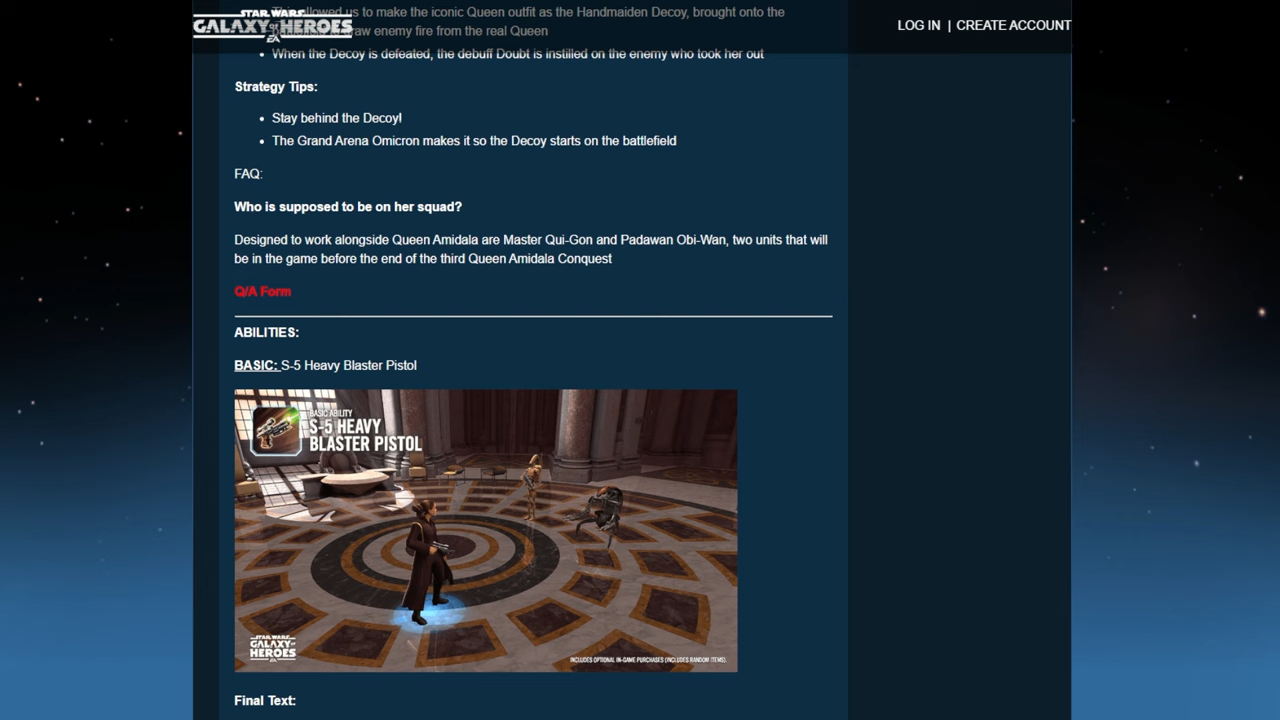 This allowed us to make the iconic Queen outfit as the Handmaiden Decoy, brought onto the
STAR WARS
GALAXY OF HEROES
EA
LOG IN | CREATE ACCOUNT
draw enemy fire from the real Queen
When the Decoy is defeated, the debuff Doubt is instilled on the enemy who took her out
Strategy Tips:
Stay behind the Decoy!
The Grand Arena Omicron makes it so the Decoy starts on the battlefield
FAQ:
Who is supposed to be on her squad?
Designed to work alongside Queen Amidala are Master Qui-Gon and Padawan Obi-Wan, two units that will
be in the game before the end of the third Queen Amidala Conquest
Q/A Form
ABILITIES:
BASIC: S-5 Heavy Blaster Pistol
BASIC ABILITY
S-5 HEAVY
BLASTER PISTOL
STAR WARS
GALAXY OF
HEROES
EA
INCLUDES OPTIONAL IN-GAME PURCHASES (INCLUDES RANDOM ITEMS).
Final Text: